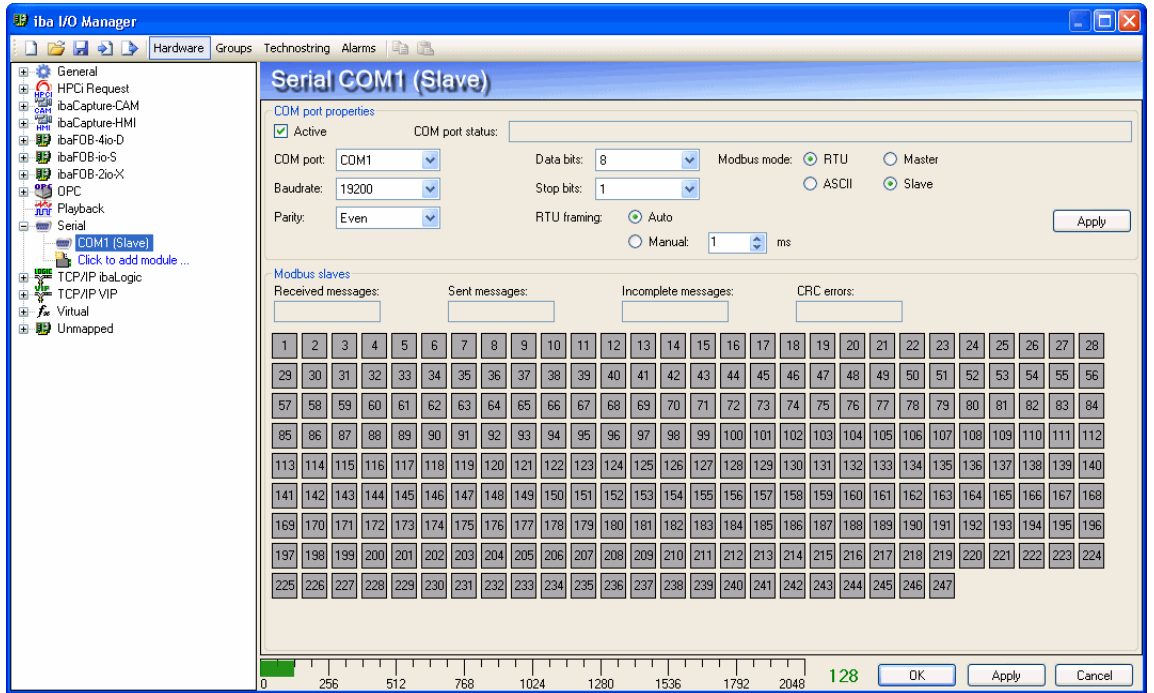 iba I/O Manager
Hardware Groups Technostring Alarms
General
HPCi Request
ibaCapture-CAM
ibaCapture-HMI
ibaFOB-4io-D
ibaFOB-io-S
ibaFOB-2io-X
OPC
Playback
Serial
COM1 (Slave)
Click to add module ...
TCP/IP ibaLogic
TCP/IP VIP
Virtual
Unmapped
Serial COM1 (Slave)
COM port properties
Active COM port status:
COM port: COM1 Data bits: 8 Modbus mode: RTU Master
Baudrate: 19200 Stop bits: 1 ASCII Slave
Parity: Even RTU framing: Auto Apply
Manual: 1 ms
Modbus slaves
Received messages: Sent messages: Incomplete messages: CRC errors:
1 2 3 4 5 6 7 8 9 10 11 12 13 14 15 16 17 18 19 20 21 22 23 24 25 26 27 28
29 30 31 32 33 34 35 36 37 38 39 40 41 42 43 44 45 46 47 48 49 50 51 52 53 54 55 56
57 58 59 60 61 62 63 64 65 66 67 68 69 70 71 72 73 74 75 76 77 78 79 80 81 82 83 84
85 86 87 88 89 90 91 92 93 94 95 96 97 98 99 100 101 102 103 104 105 106 107 108 109 110 111 112
113 114 115 116 117 118 119 120 121 122 123 124 125 126 127 128 129 130 131 132 133 134 135 136 137 138 139 140
141 142 143 144 145 146 147 148 149 150 151 152 153 154 155 156 157 158 159 160 161 162 163 164 165 166 167 168
169 170 171 172 173 174 175 176 177 178 179 180 181 182 183 184 185 186 187 188 189 190 191 192 193 194 195 196
197 198 199 200 201 202 203 204 205 206 207 208 209 210 211 212 213 214 215 216 217 218 219 220 221 222 223 224
225 226 227 228 229 230 231 232 233 234 235 236 237 238 239 240 241 242 243 244 245 246 247
0 256 512 768 1024 1280 1536 1792 2048 128 OK Apply Cancel